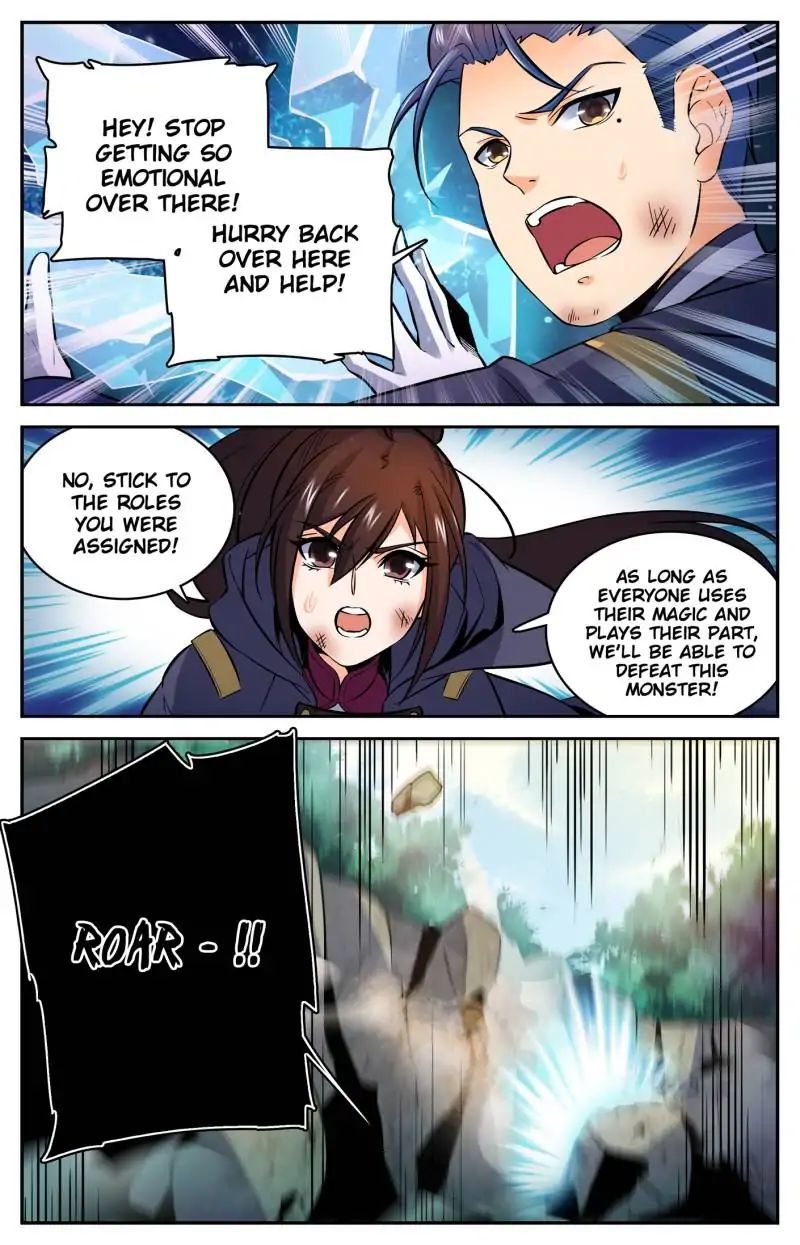 HEY! STOP
GETTING SO
EMOTIONAL
OVER THERE!
HURRY BACK
OVER HERE
AND HELP!
NO, STICK TO
THE ROLES
YOU WERE
ASSIGNED!
AS LONG AS
EVERYONE USES
THEIR MAGIC AND
PLAYS THEIR PART,
WE'LL BE ABLE TO
DEFEAT THIS
MONSTER!
ROAR - !!